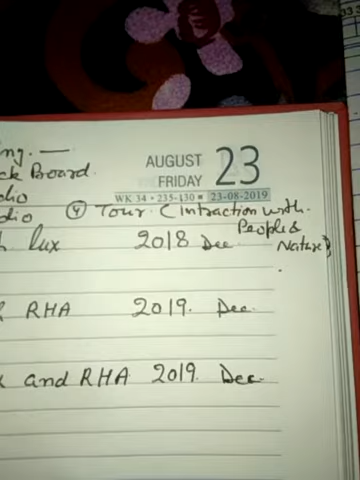 ng. —
AUGUST 23
FRIDAY
ck Board.
WK 34 • 235-130 23-08-2019
dio
dio ④ Tour (Intraction with
People &
Nature)
lux 2018 Dec
RHA 2019. Dec.
and RHA 2019. Dec.